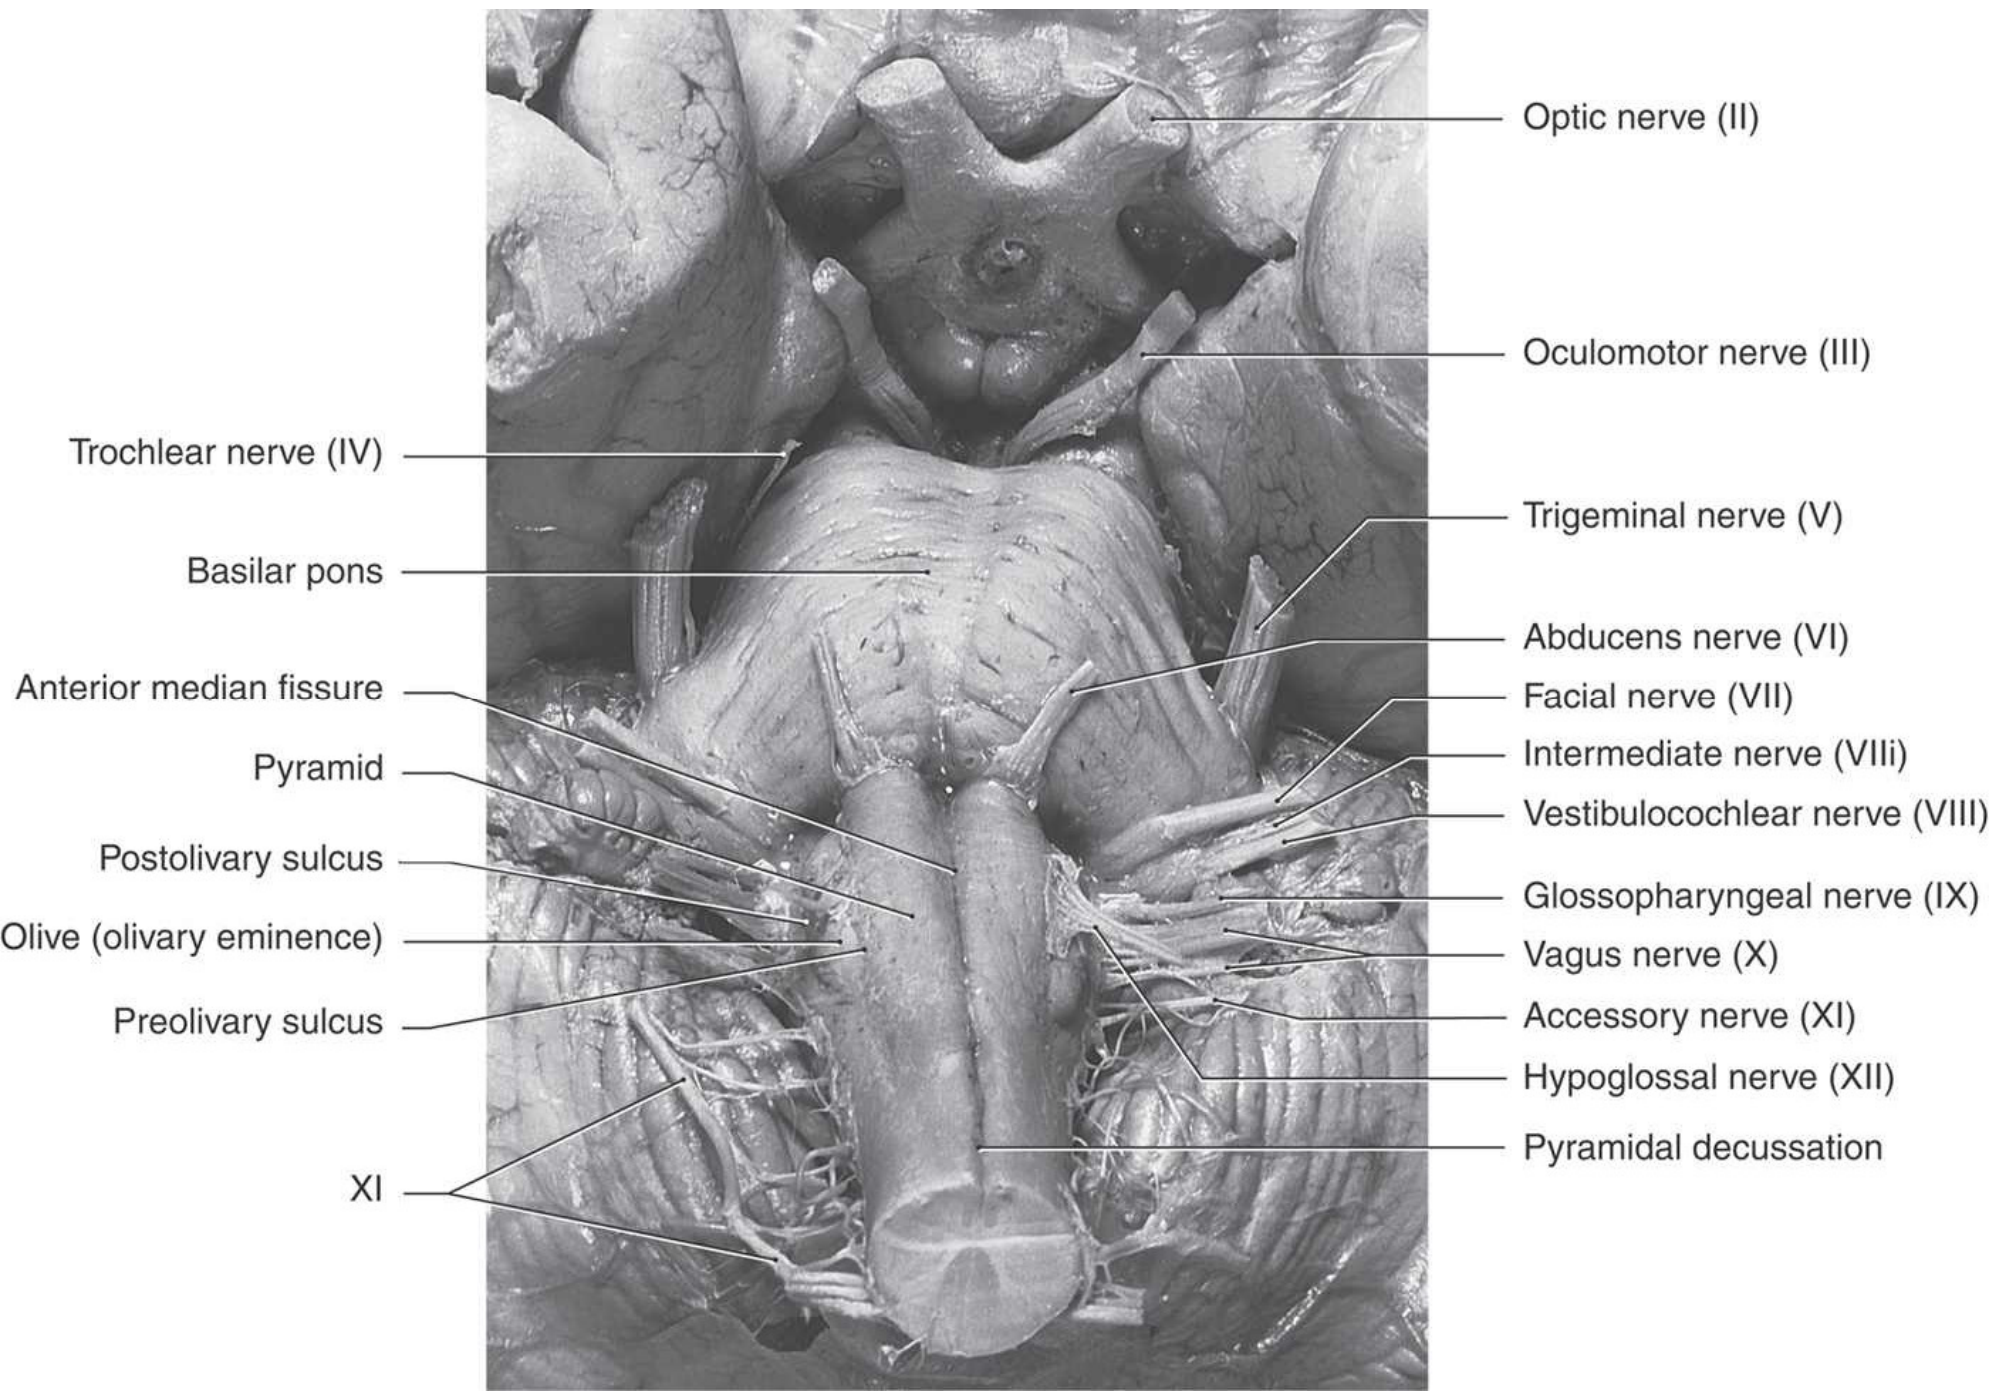 Optic nerve (II)
Oculomotor nerve (III)
Trochlear nerve (IV)
Trigeminal nerve (V)
Basilar pons
Abducens nerve (VI)
Anterior median fissure
Facial nerve (VII)
Intermediate nerve (VIIi)
Pyramid
Vestibulocochlear nerve (VIII)
Postolivary sulcus
Glossopharyngeal nerve (IX)
Olive (olivary eminence)
Vagus nerve (X)
Preolivary sulcus
Accessory nerve (XI)
Hypoglossal nerve (XII)
Pyramidal decussation
XI